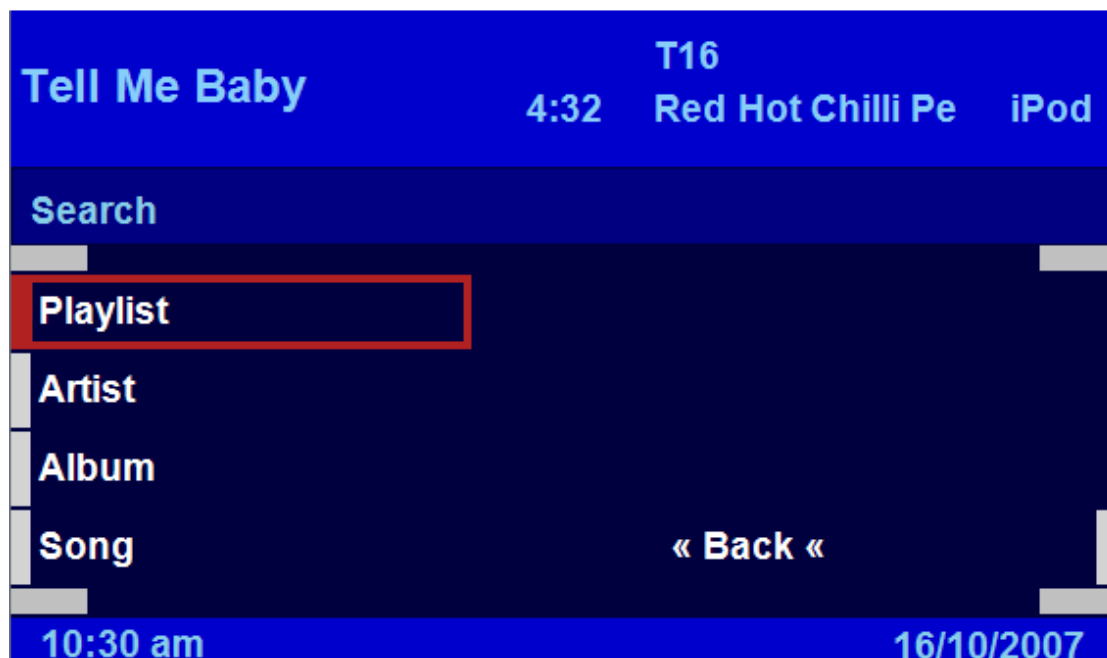 T16
Tell Me Baby
4:32 Red Hot Chilli Pe iPod
Search
Playlist
Artist
Album
Song « Back «
10:30 am 16/10/2007